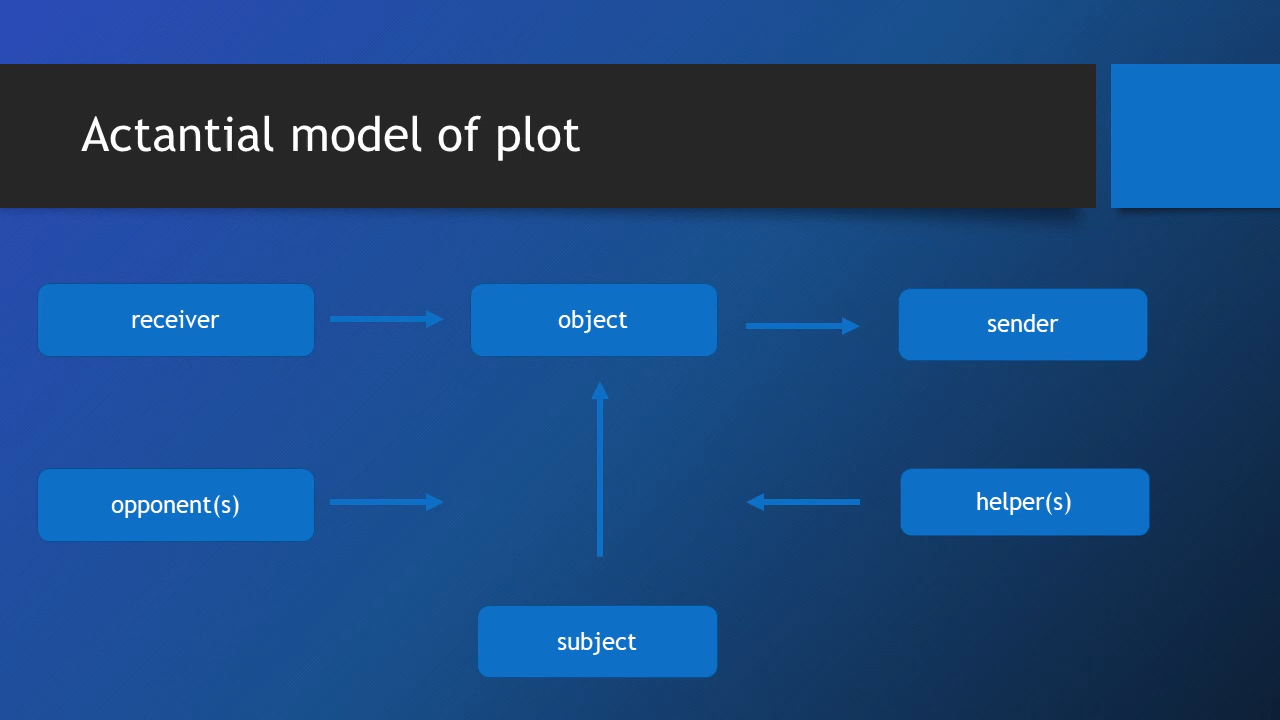 Actantial model of plot
receiver
object
sender
opponent(s)
helper(s)
subject